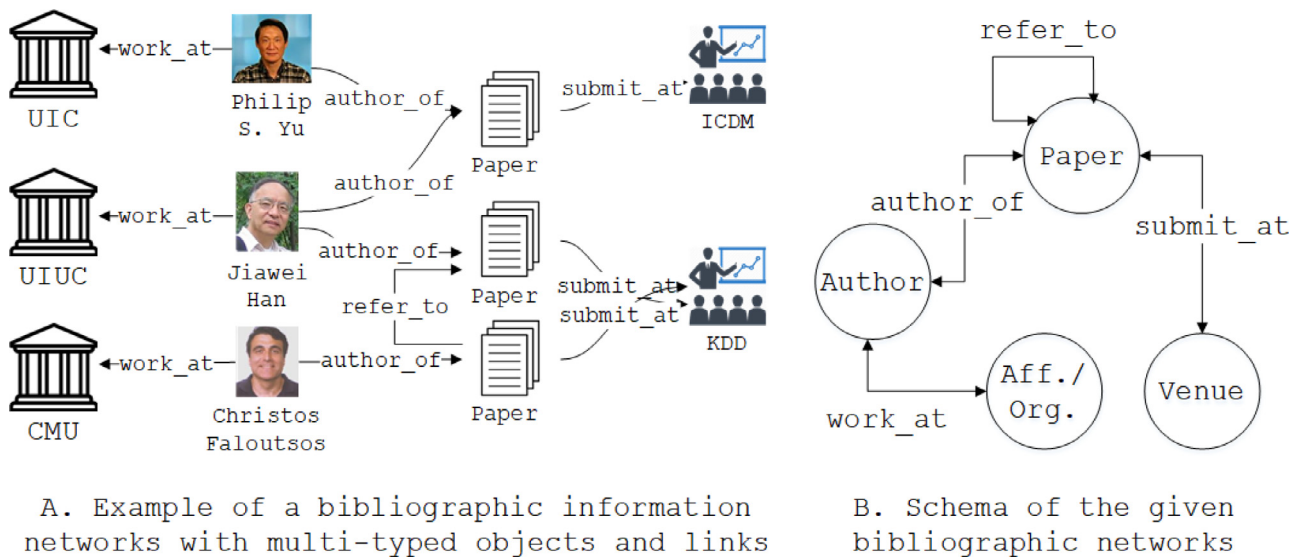 work_at
UIC
Philip
S. Yu
author_of
Paper
submit_at
ICDM
work_at
UIUC
Jiawei
Han
author_of
author_of
Paper
refer_to
submit_at
submit_at
KDD
work_at
CMU
Christos
Faloutsos
author_of
Paper
A. Example of a bibliographic information
networks with multi-typed objects and links
refer_to
Paper
author_of
submit_at
Author
Aff./
Org.
Venue
work_at
B. Schema of the given
bibliographic networks